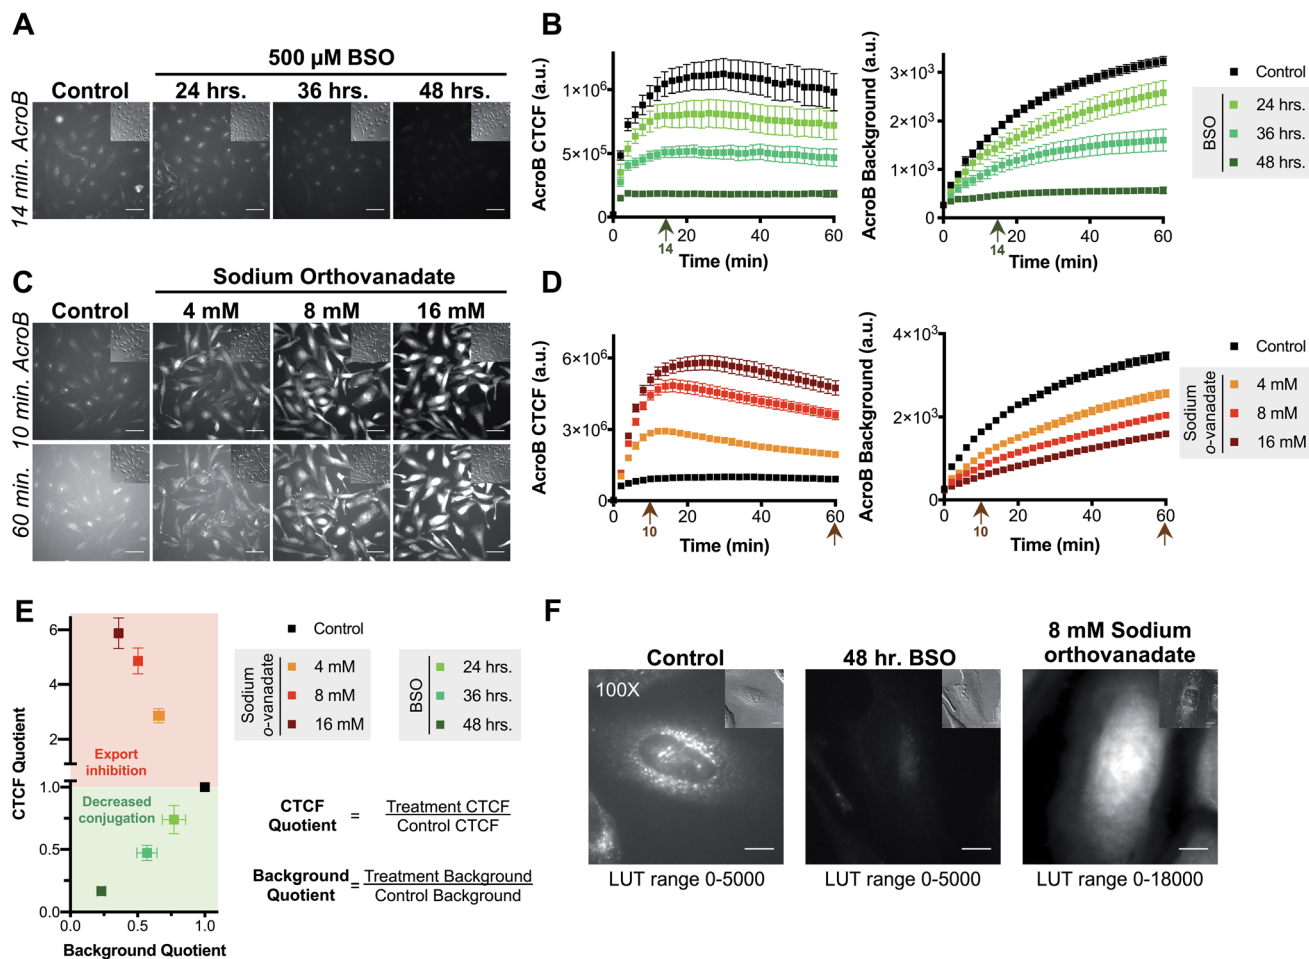 A
500 µM BSO
Control
24 hrs.
36 hrs.
48 hrs.
14 min. AcroB
B
AcroB CTCF (a.u.)
1×10⁶
5×10⁵
0
0
20
40
60
14
Time (min)
AcroB Background (a.u.)
3×10³
2×10³
1×10³
0
0
20
40
60
14
Time (min)
Control
BSO
24 hrs.
36 hrs.
48 hrs.
C
Sodium Orthovanadate
Control
4 mM
8 mM
16 mM
10 min. AcroB
60 min.
D
AcroB CTCF (a.u.)
6×10⁶
3×10⁶
0
0
20
40
60
10
Time (min)
AcroB Background (a.u.)
4×10³
2×10³
0
0
20
40
60
10
Time (min)
Control
Sodium
o-vanadate
4 mM
8 mM
16 mM
E
CTCF Quotient
6
4
2
1.0
0.5
0.0
0.0
0.5
1.0
Background Quotient
Export
inhibition
Decreased
conjugation
Control
Sodium
o-vanadate
4 mM
8 mM
16 mM
BSO
24 hrs.
36 hrs.
48 hrs.
CTCF
Quotient
=
Treatment CTCF
Control CTCF
Background
Quotient
=
Treatment Background
Control Background
F
Control
48 hr. BSO
8 mM Sodium
orthovanadate
100X
LUT range 0-5000
LUT range 0-5000
LUT range 0-18000